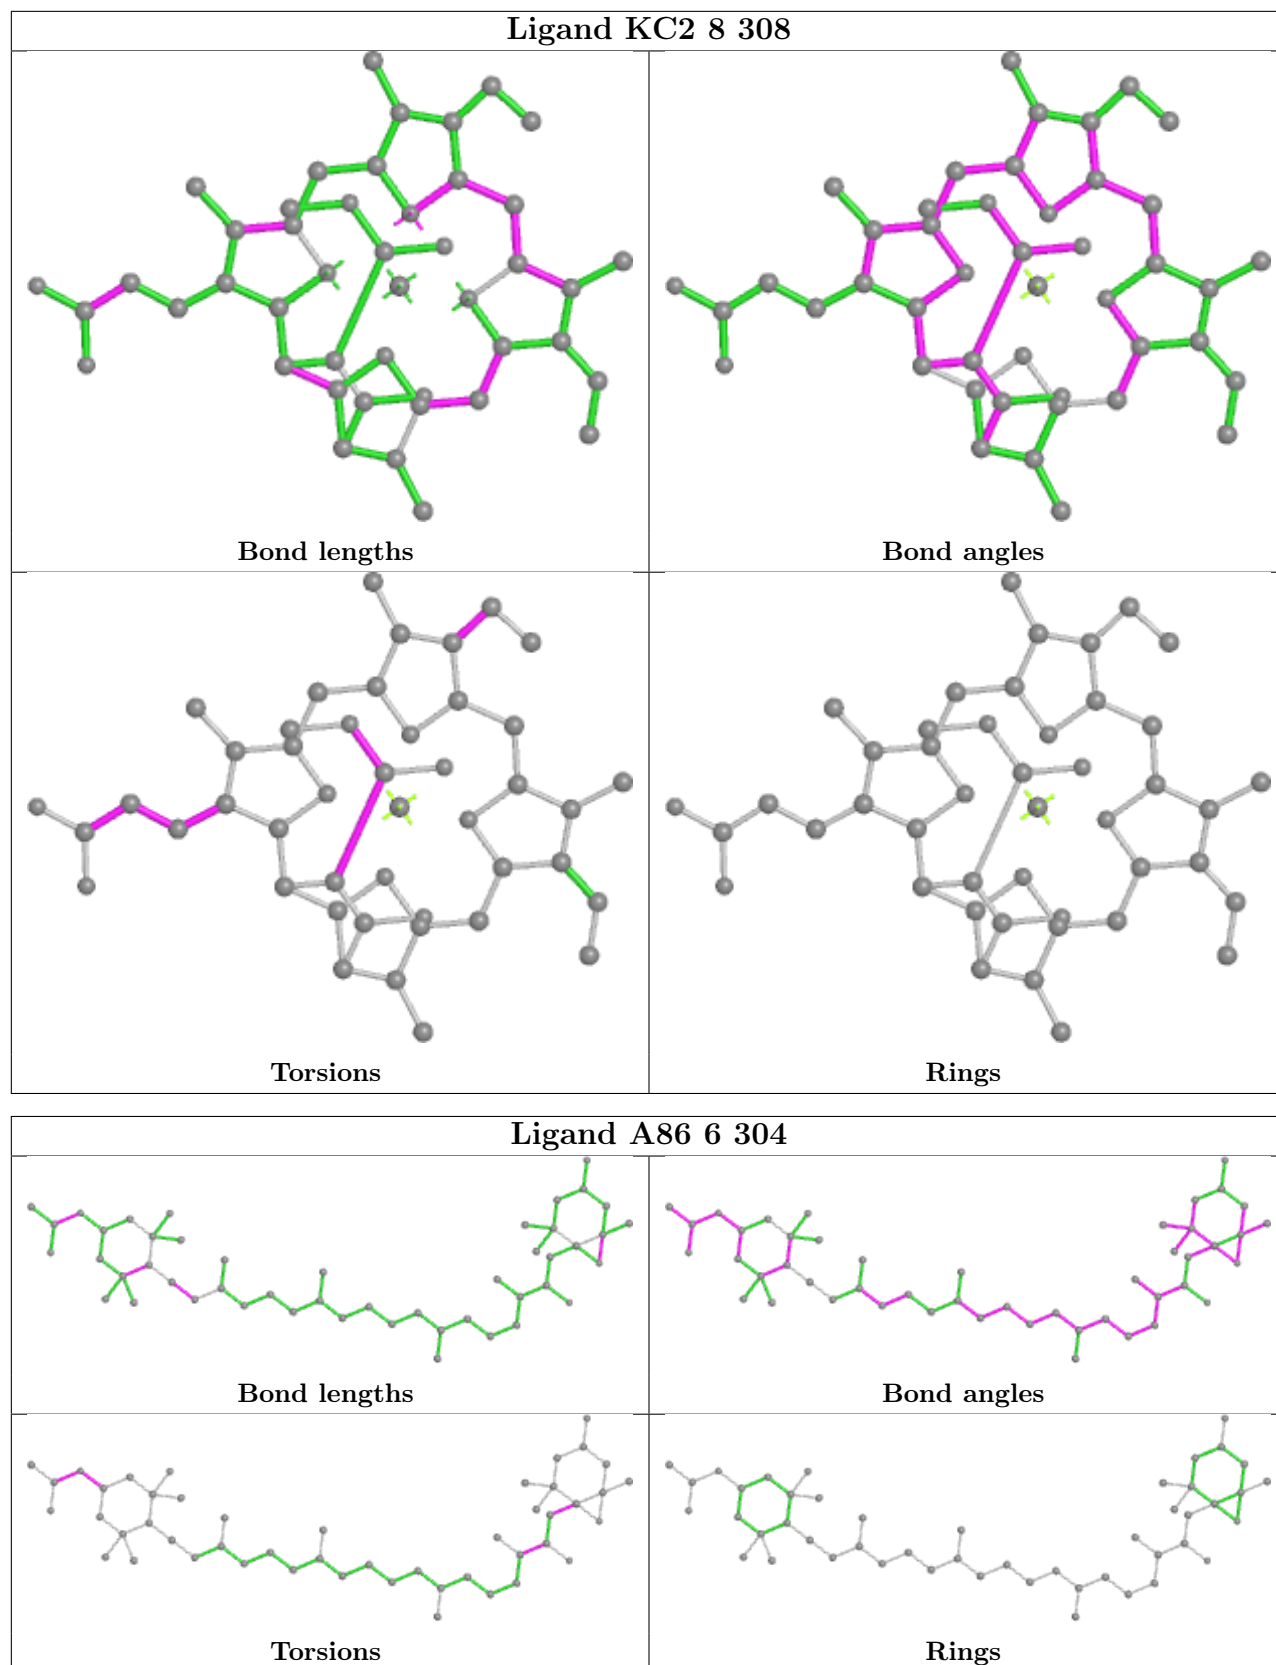 Ligand KC2 8 308
Bond lengths
Bond angles
Torsions
Rings
Ligand A86 6 304
Bond lengths
Bond angles
Torsions
Rings